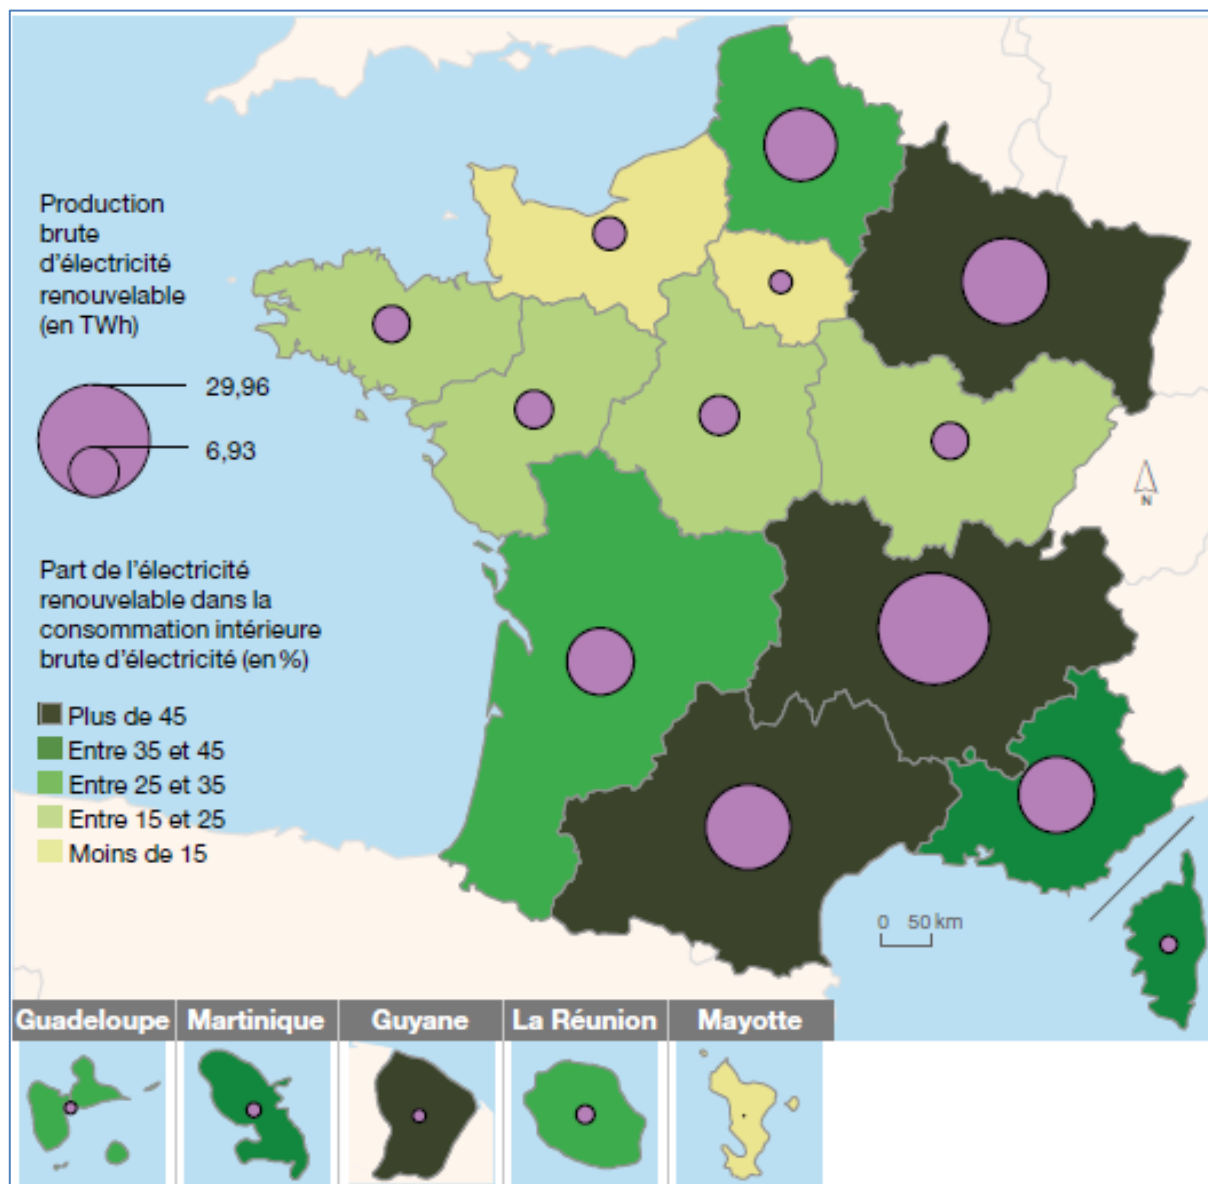 Production
brute
d'électricité
renouvelable
(en TWh)
29,96
6,93
Part de l'électricité
renouvelable dans la
consommation intérieure
brute d'électricité (en %)
Plus de 45
Entre 35 et 45
Entre 25 et 35
Entre 15 et 25
Moins de 15
N
0 50 km
Guadeloupe Martinique Guyane La Réunion Mayotte